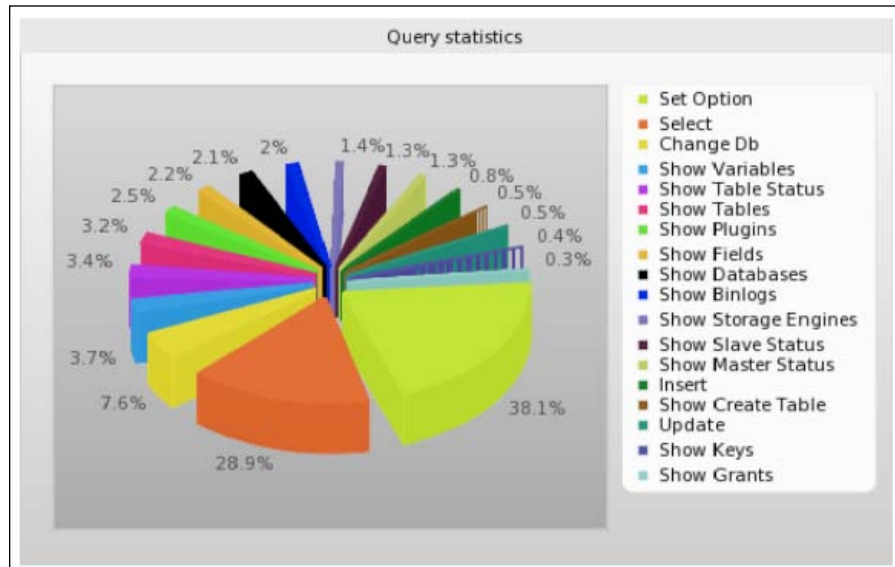 Query statistics
2%
2.1%
2.2%
2.5%
3.2%
3.4%
3.7%
7.6%
28.9%
38.1%
1.4%
1.3%
1.3%
0.8%
0.5%
0.5%
0.4%
0.3%
Set Option
Select
Change Db
Show Variables
Show Table Status
Show Tables
Show Plugins
Show Fields
Show Databases
Show Binlogs
Show Storage Engines
Show Slave Status
Show Master Status
Insert
Show Create Table
Update
Show Keys
Show Grants